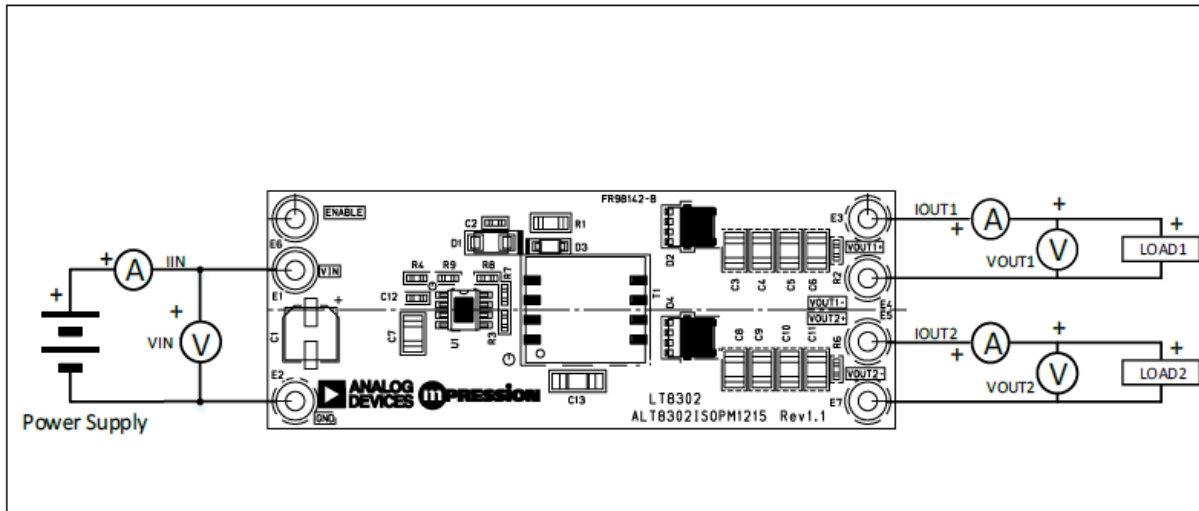 FR98142-B
ENABLE
E6
VIN
E1
C1
+
E2
GND
C2
R1
D1
D3
R4
R9
R8
R7
C12
C7
U1
R3
T1
C13
D2
D4
C3
C4
C5
C6
R2
C8
C9
C10
C11
R6
E3
VOUT1+
VOUT1-
VOUT2+
E4
E5
VOUT2-
E7
ANALOG
DEVICES
mPRESSION
LT8302
ALT8302ISOPM1215 Rev1.1
+
A
IIN
+
+
VIN
V
Power Supply
IOUT1
+
A
+
+
VOUT1
V
+
LOAD1
IOUT2
+
A
+
VOUT2
V
+
LOAD2